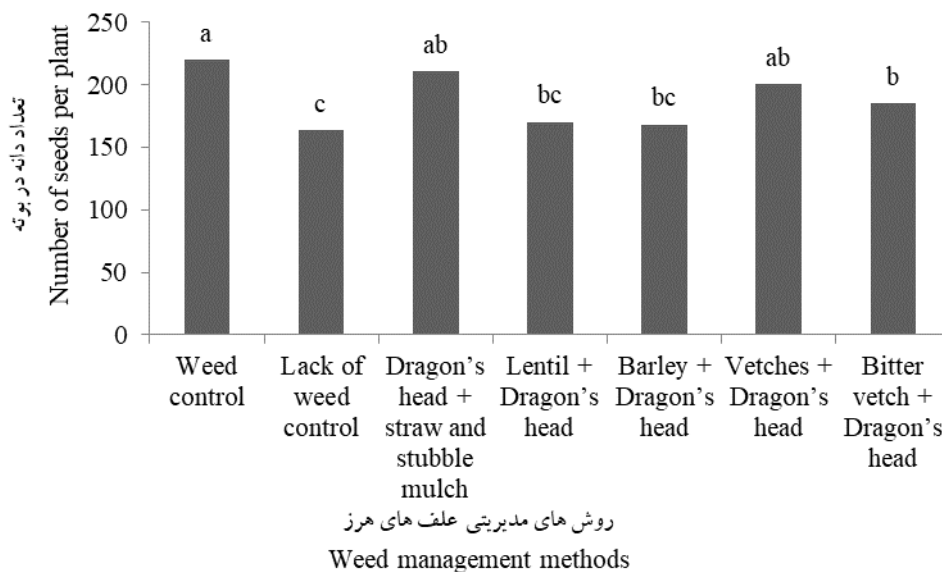 تعداد دانه در بوته
Number of seeds per plant
300
250
200
150
100
50
0
a
c
ab
bc
bc
ab
b
Weed
control
Lack of
weed
control
Dragon’s
head +
straw and
stubble
mulch
Lentil +
Dragon’s
head
Barley +
Dragon’s
head
Vetches +
Dragon’s
head
Bitter
vetch +
Dragon’s
head
روش های مدیریتی علف های هرز
Weed management methods